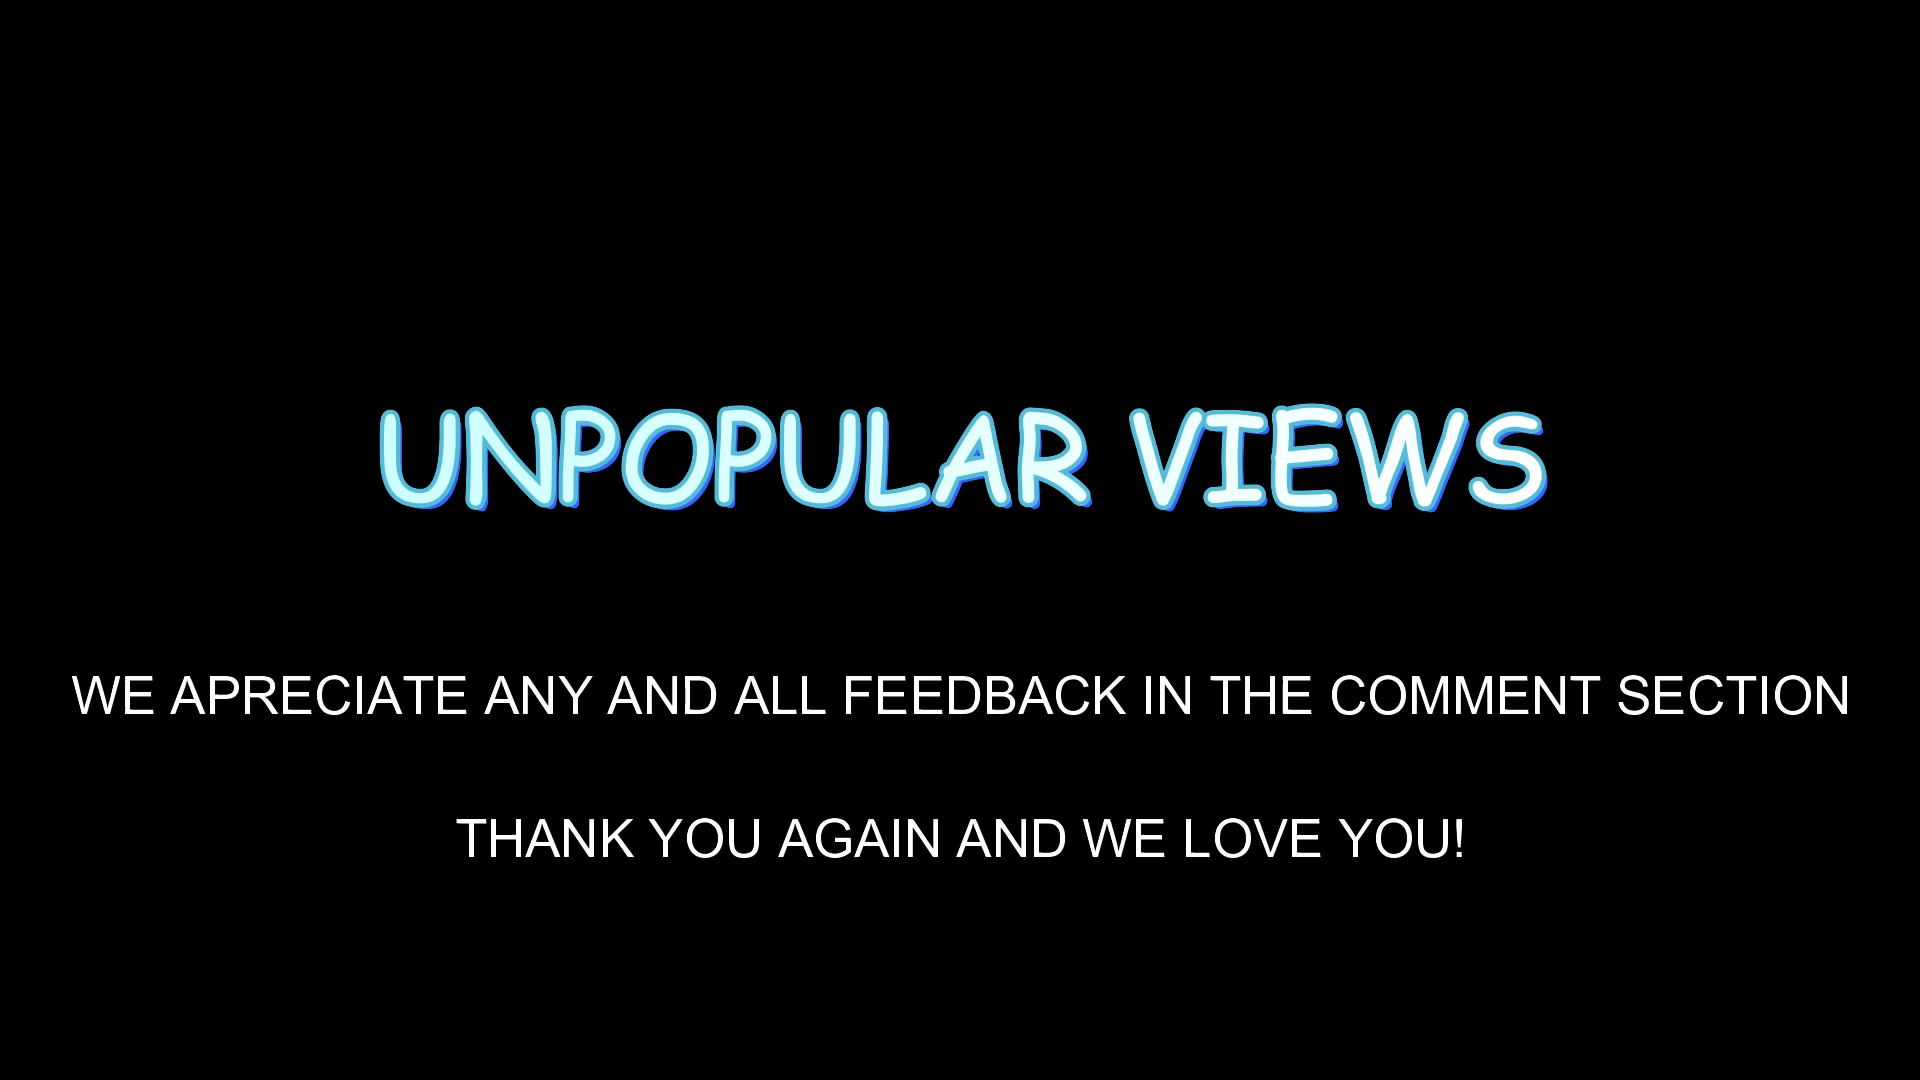 UNPOPULAR VIEWS
WE APRECIATE ANY AND ALL FEEDBACK IN THE COMMENT SECTION
THANK YOU AGAIN AND WE LOVE YOU!